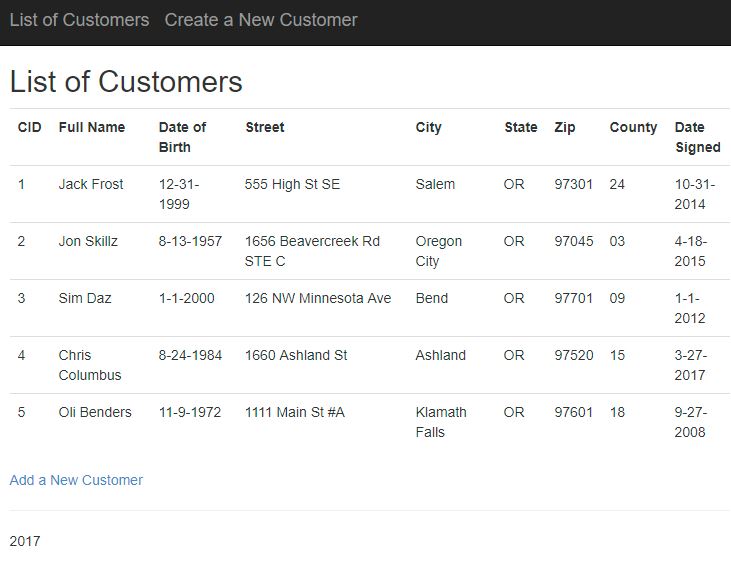 List of Customers Create a New Customer
List of Customers
CID Full Name Date of Street City State Zip County Date
Birth Signed
1 Jack Frost 12-31- 555 High St SE Salem OR 97301 24 10-31-
1999 2014
2 Jon Skillz 8-13-1957 1656 Beavercreek Rd Oregon OR 97045 03 4-18-
STE C City 2015
3 Sim Daz 1-1-2000 126 NW Minnesota Ave Bend OR 97701 09 1-1-
2012
4 Chris 8-24-1984 1660 Ashland St Ashland OR 97520 15 3-27-
Columbus 2017
5 Oli Benders 11-9-1972 1111 Main St #A Klamath OR 97601 18 9-27-
Falls 2008
Add a New Customer
2017